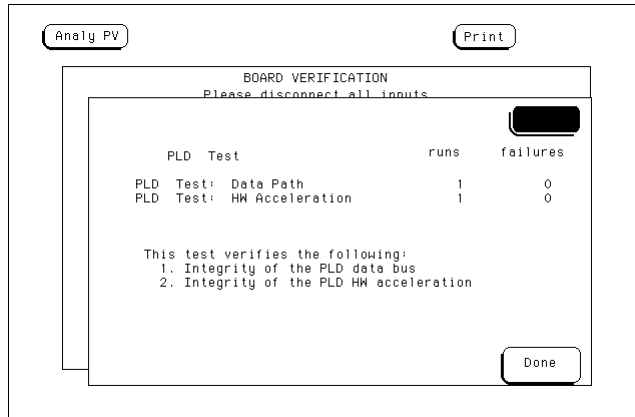 Analy PV
Print
BOARD VERIFICATION
Please disconnect all inputs
PLD Test runs failures
PLD Test: Data Path 1 0
PLD Test: HW Acceleration 1 0
This test verifies the following:
1. Integrity of the PLD data bus
2. Integrity of the PLD HW acceleration
Done